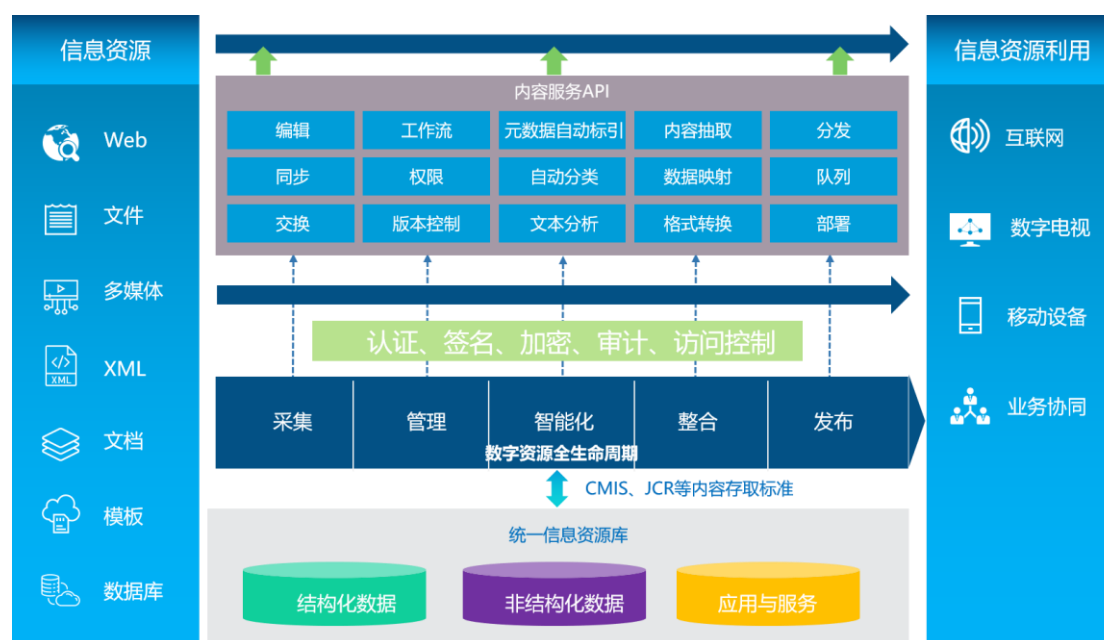 信息资源
Web
文件
多媒体
XML
XML
文档
模板
数据库
内容服务API
编辑 工作流 元数据自动标引 内容抽取 分发
同步 权限 自动分类 数据映射 队列
交换 版本控制 文本分析 格式转换 部署
认证、签名、加密、审计、访问控制
采集 管理 智能化 整合 发布
数字资源全生命周期
CMIS、JCR等内容存取标准
统一信息资源库
结构化数据 非结构化数据 应用与服务
信息资源利用
互联网
数字电视
移动设备
业务协同